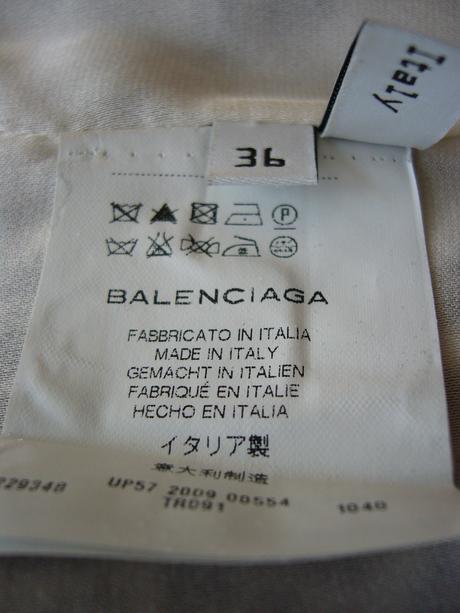 Italy
36
BALENCIAGA
FABBRICATO IN ITALIA
MADE IN ITALY
GEMACHT IN ITALIEN
FABRIQUÉ EN ITALIE
HECHO EN ITALIA
イタリア製
意大利制造
229348 UP57 2009 00554 1040
TR091